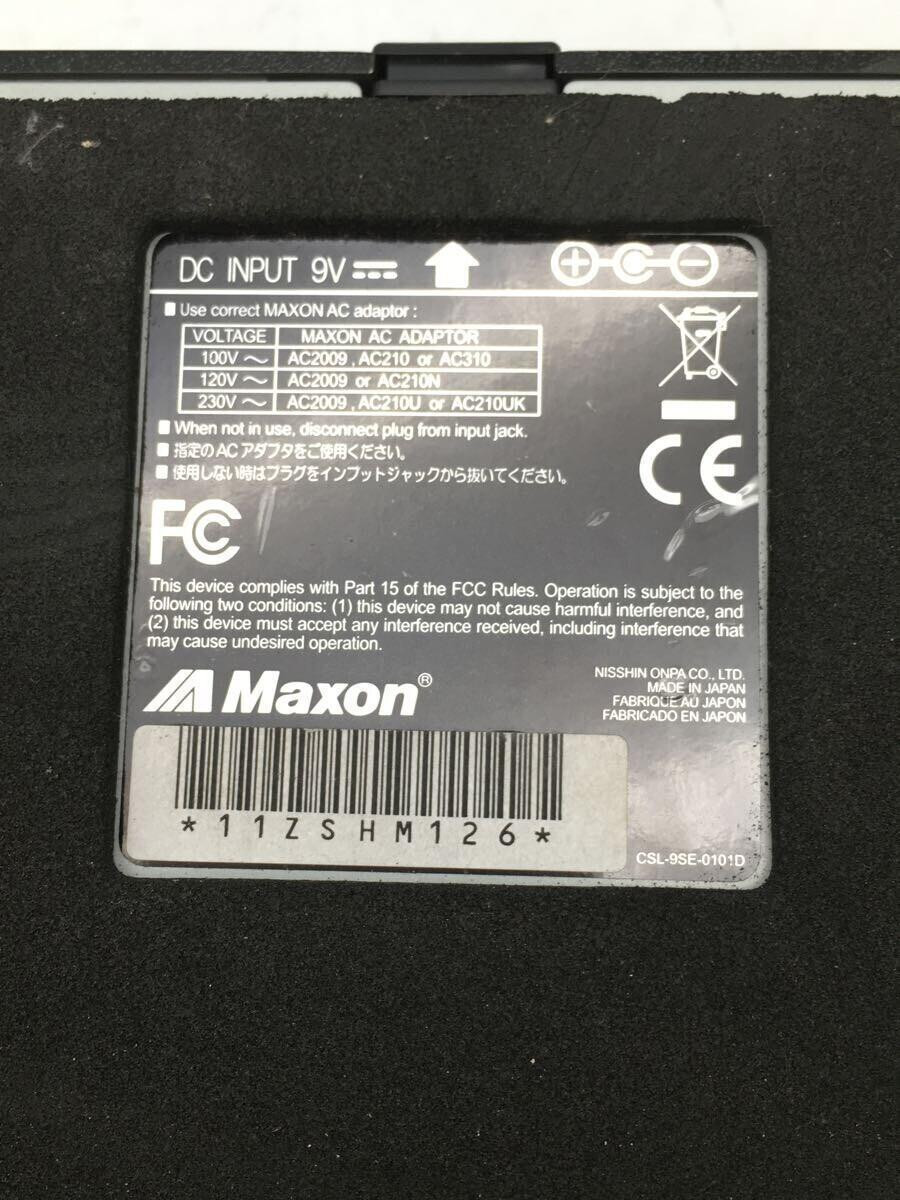 DC INPUT 9V
Use correct MAXON AC adaptor :
VOLTAGE MAXON AC ADAPTOR
100V ～ AC2009 , AC210 or AC310
120V ～ AC2009 or AC210N
230V ～ AC2009 , AC210U or AC210UK
When not in use, disconnect plug from input jack.
指定のACアダプタをご使用ください。
使用しない時はプラグをインプットジャックから抜いてください。
CE
FC
This device complies with Part 15 of the FCC Rules. Operation is subject to the
following two conditions: (1) this device may not cause harmful interference, and
(2) this device must accept any interference received, including interference that
may cause undesired operation.
Maxon®
NISSHIN ONPA CO., LTD.
MADE IN JAPAN
FABRIQUE AU JAPON
FABRICADO EN JAPON
*11ZSHM126*
CSL-9SE-0101D